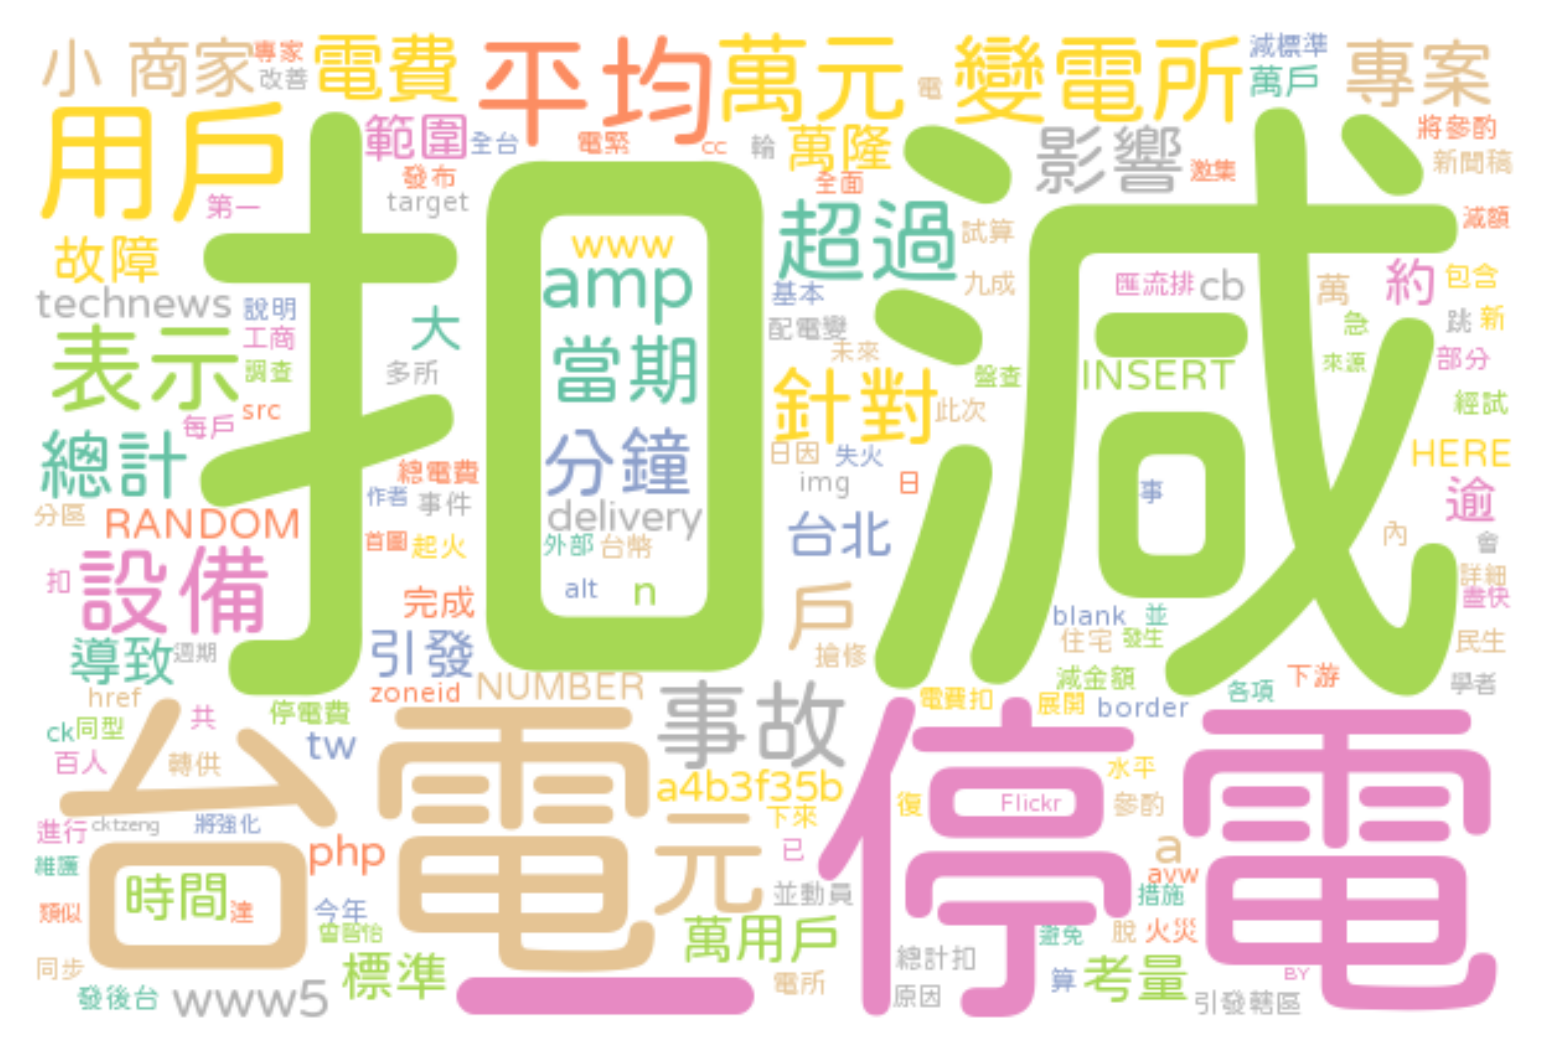 小 商家 專家 電費 平均 萬元 變電所 減標準 專案
改善 電 萬戶
用戶 範圍 全台 電緊 cc 輪 萬隆 影響 將參酌
第一 發布 target 全面 邀集 新聞稿
扣減
故障 www 超過 試算 減額
technews 說明 大 amp 基本 九成 匯流排 cb 萬 約 包含
表示 工商 配電變 急 跳 新
調查 多所 當期 未來 盤查 INSERT 來源 部分
每戶 src 針對 此次 經試
總計 總電費 分鐘 日因 失火 HERE
作者 事件 img 日 事 逾
分區 RANDOM delivery 台北 內 會
首圖 起火 外部 台幣
扣 設備 完成 alt n 戶 詳細
盡快
blank 並
導致 週期 引發 搶修 住宅 發生 民生
href zoneid NUMBER 減金額 各項 下游 學者
台電 事故 停電
ck 同型 共 停電費 電費扣 展開 border
百人 轉供 tw a4b3f35b 水平
進行 cktzeng 將強化 下來 復 Flickr 參酌
維護 php 元 已 a
時間 達 並動員 avw 措施
類似 今年 曾智怡 萬用戶 避免 脫 火災
同步 標準 總計扣 BY
發後台 www5 一 電所 原因 算 考量 引發轄區